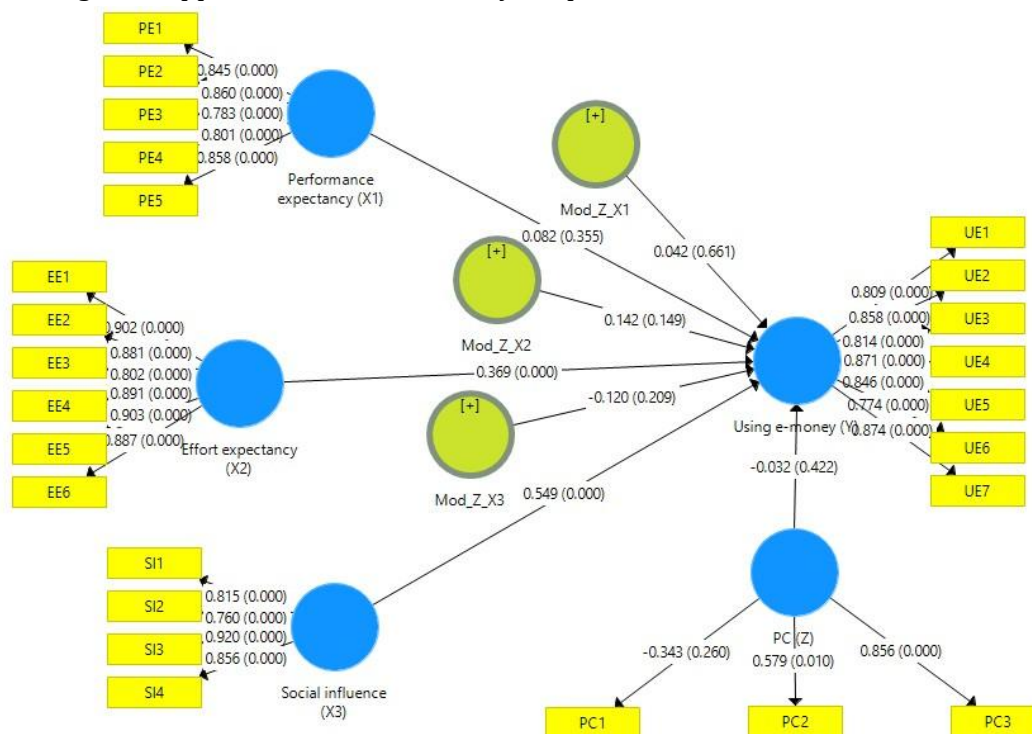 PE1
PE2
PE3
PE4
PE5
0.845 (0.000)
0.860 (0.000)
0.783 (0.000)
0.801 (0.000)
0.858 (0.000)
Performance
expectancy (X1)
[+]
Mod_Z_X1
0.082 (0.355)
0.042 (0.661)
[+]
Mod_Z_X2
0.142 (0.149)
EE1
EE2
EE3
EE4
EE5
EE6
0.902 (0.000)
0.881 (0.000)
0.802 (0.000)
0.891 (0.000)
0.903 (0.000)
0.887 (0.000)
Effort expectancy
(X2)
0.369 (0.000)
[+]
Mod_Z_X3
-0.120 (0.209)
Using e-money (Y)
0.809 (0.000)
0.858 (0.000)
0.814 (0.000)
0.871 (0.000)
0.846 (0.000)
0.774 (0.000)
0.874 (0.000)
UE1
UE2
UE3
UE4
UE5
UE6
UE7
0.549 (0.000)
-0.032 (0.422)
SI1
SI2
SI3
SI4
0.815 (0.000)
0.760 (0.000)
0.920 (0.000)
0.856 (0.000)
Social influence
(X3)
PC (Z)
-0.343 (0.260)
0.579 (0.010)
0.856 (0.000)
PC1
PC2
PC3